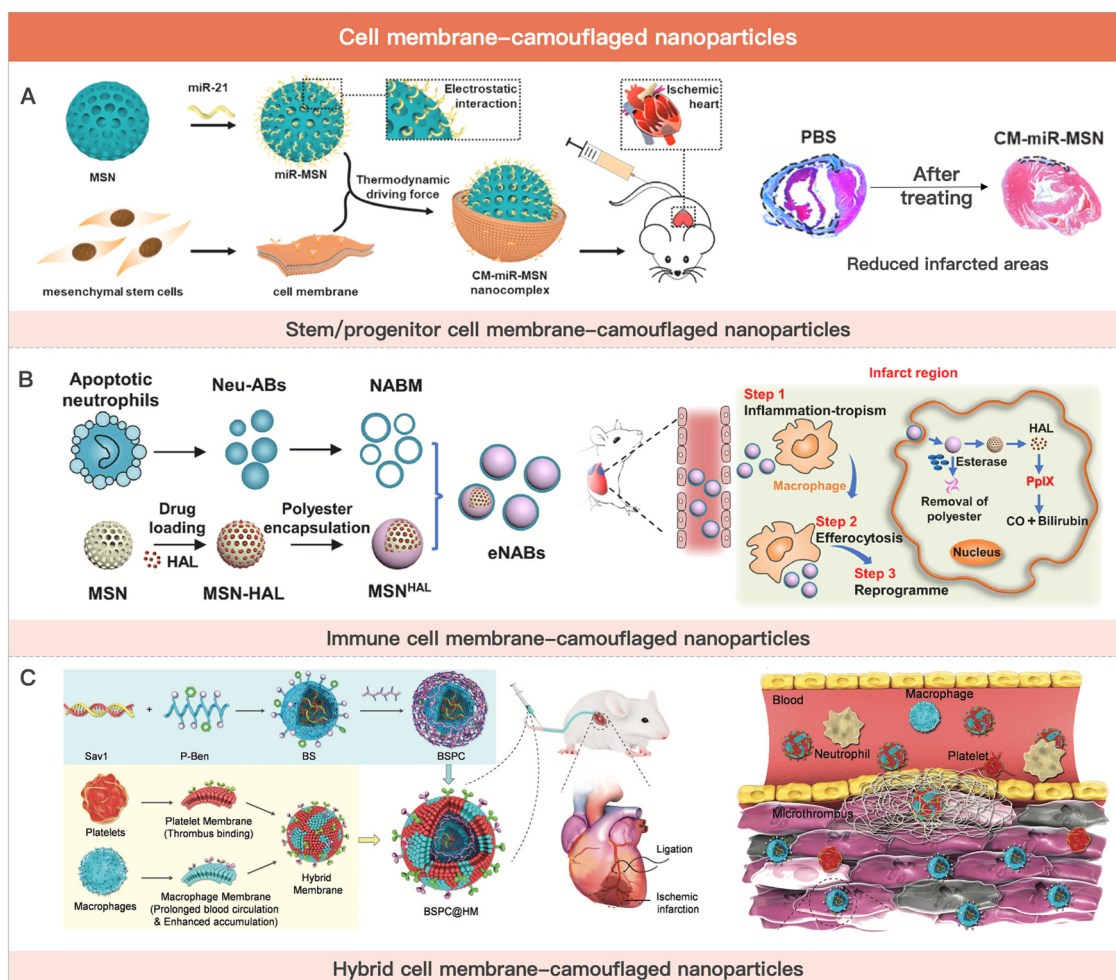 Cell membrane–camouflaged nanoparticles
A
miR-21
MSN
miR-MSN
Electrostatic
interaction
Ischemic
heart
Thermodynamic
driving force
mesenchymal stem cells
cell membrane
CM-miR-MSN
nanocomplex
PBS
After
treating
CM-miR-MSN
Reduced infarcted areas
Stem/progenitor cell membrane–camouflaged nanoparticles
B
Apoptotic
neutrophils
Neu-ABs
NABM
Drug
loading
HAL
Polyester
encapsulation
MSN
MSN-HAL
MSNHAL
eNABs
Infarct region
Step 1
Inflammation-tropism
Macrophage
Step 2
Efferocytosis
Step 3
Reprogramme
HAL
Esterase
Removal of
polyester
PpIX
CO + Bilirubin
Nucleus
Immune cell membrane–camouflaged nanoparticles
C
+
Sav1
P-Ben
BS
BSPC
Platelets
Platelet Membrane
(Thrombus binding)
Macrophages
Macrophage Membrane
(Prolonged blood circulation
& Enhanced accumulation)
Hybrid
Membrane
BSPC@HM
Ligation
Ischemic
infarction
Blood
Macrophage
Neutrophil
Platelet
Microthrombus
Hybrid cell membrane–camouflaged nanoparticles